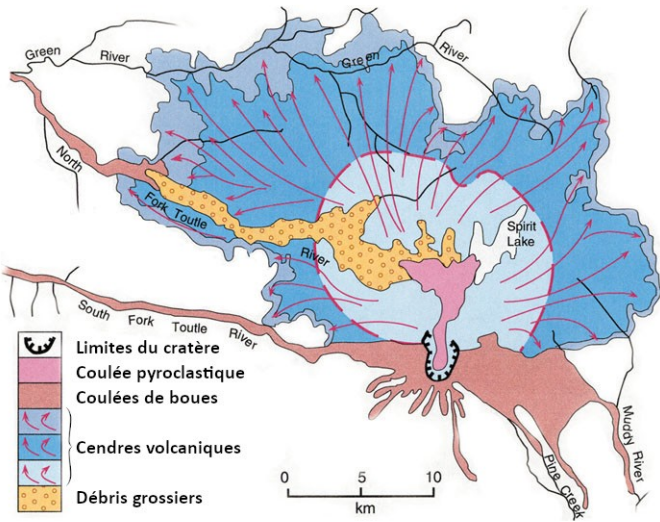 Green
River
Green
River
North
Fork Toutle
River
Spirit
Lake
South Fork Toutle River
Muddy River
Pine Creek
Limites du cratère
Coulée pyroclastique
Coulées de boues
Cendres volcaniques
Débris grossiers
0 5 10
km